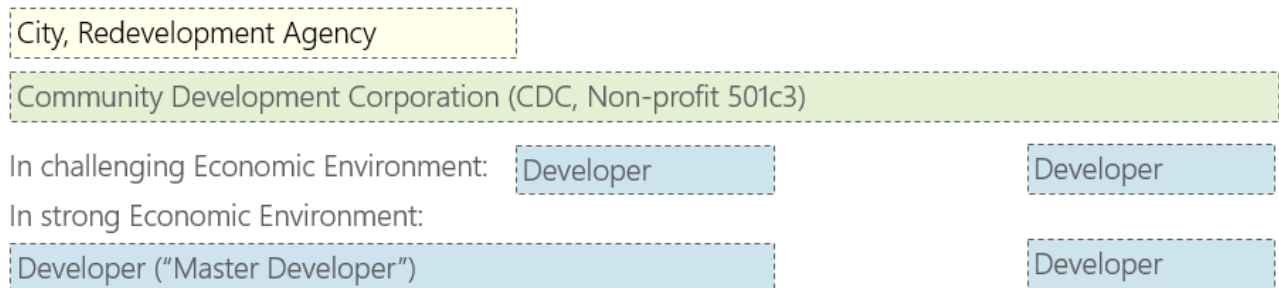 City, Redevelopment Agency
Community Development Corporation (CDC, Non-profit 501c3)
In challenging Economic Environment: Developer Developer
In strong Economic Environment:
Developer (“Master Developer”) Developer